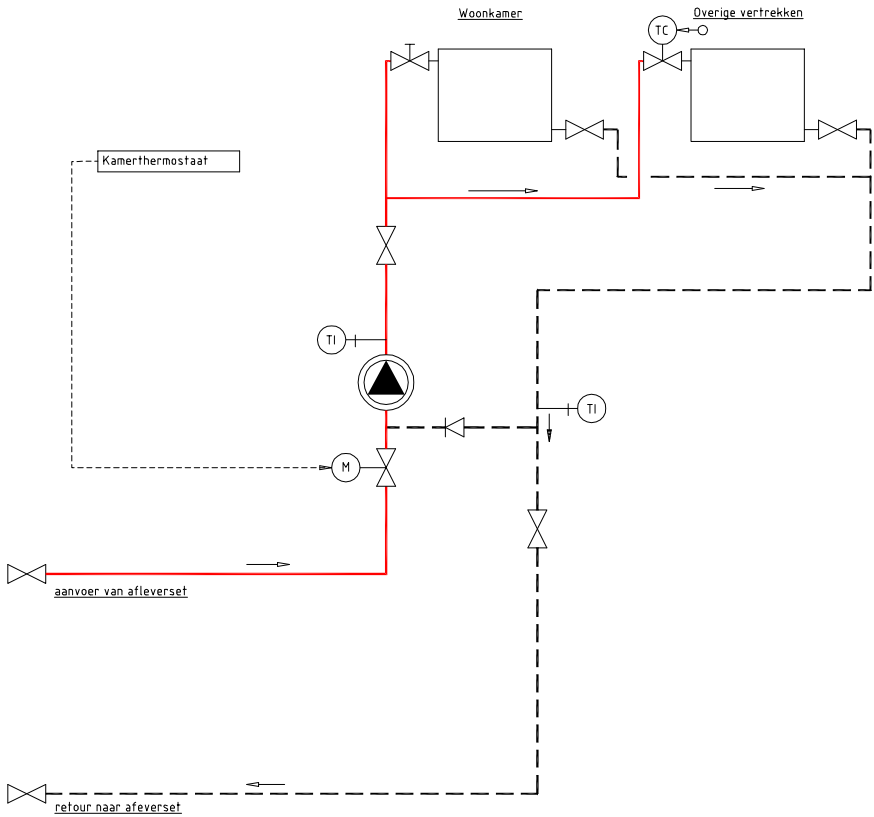 Woonkamer
Overige vertrekken
TC
Kamerthermostaat
TI
TI
M
aanvoer van afleverset
retour naar afeverset